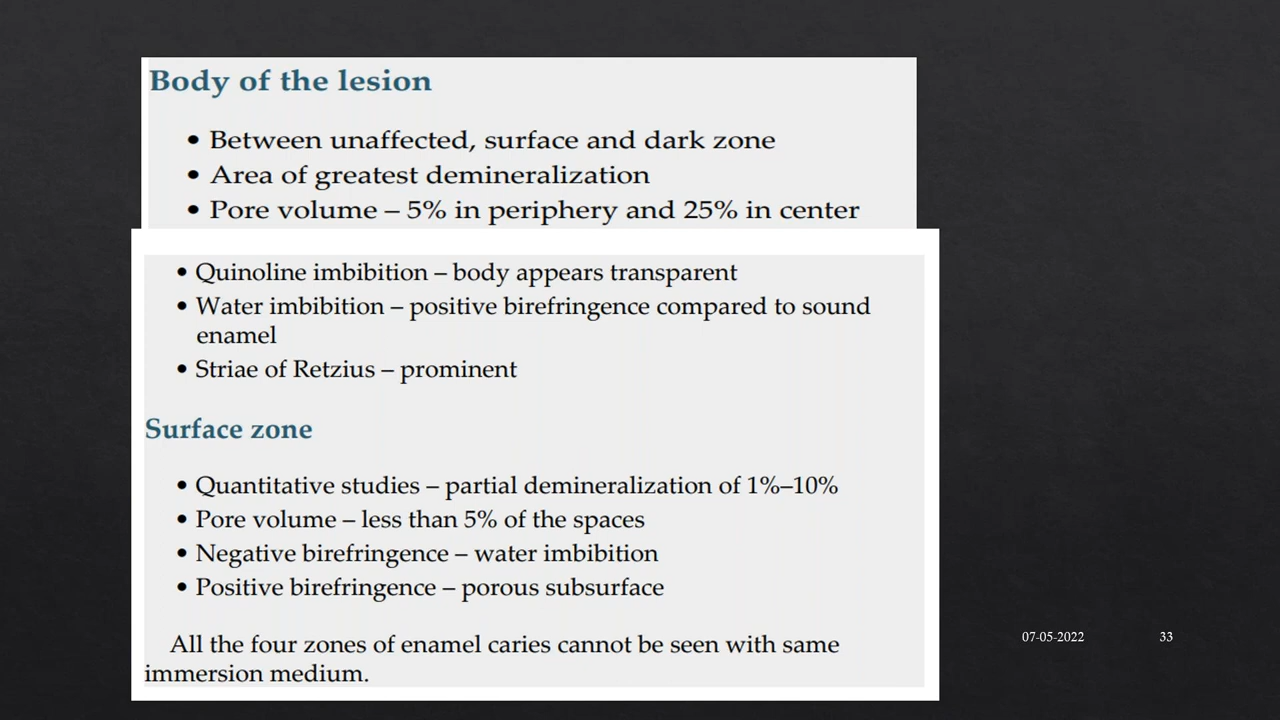 Body of the lesion
• Between unaffected, surface and dark zone
• Area of greatest demineralization
• Pore volume – 5% in periphery and 25% in center
• Quinoline imbibition – body appears transparent
• Water imbibition – positive birefringence compared to sound
enamel
• Striae of Retzius – prominent
Surface zone
• Quantitative studies – partial demineralization of 1%–10%
• Pore volume – less than 5% of the spaces
• Negative birefringence – water imbibition
• Positive birefringence – porous subsurface
All the four zones of enamel caries cannot be seen with same
immersion medium.
07-05-2022
33